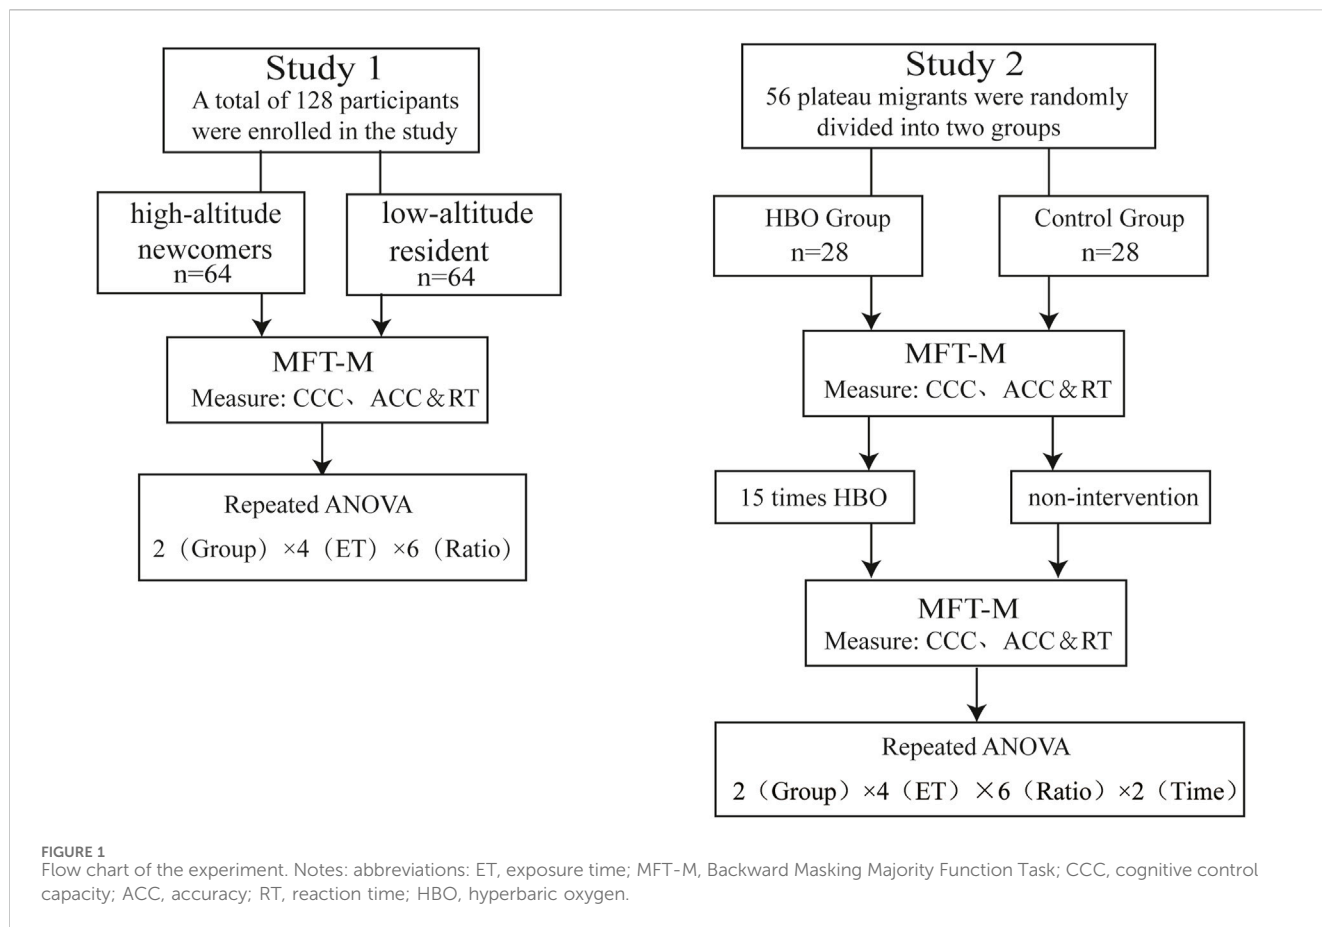 Study 1
A total of 128 participants
were enrolled in the study
high-altitude
newcomers
n=64
low-altitude
resident
n=64
MFT-M
Measure: CCC、ACC&RT
Repeated ANOVA
2（Group）×4（ET）×6（Ratio）
Study 2
56 plateau migrants were randomly
divided into two groups
HBO Group
n=28
Control Group
n=28
MFT-M
Measure: CCC、ACC&RT
15 times HBO
non-intervention
MFT-M
Measure: CCC、ACC&RT
Repeated ANOVA
2（Group）×4（ET）×6（Ratio）×2（Time）
FIGURE 1
Flow chart of the experiment. Notes: abbreviations: ET, exposure time; MFT-M, Backward Masking Majority Function Task; CCC, cognitive control
capacity; ACC, accuracy; RT, reaction time; HBO, hyperbaric oxygen.